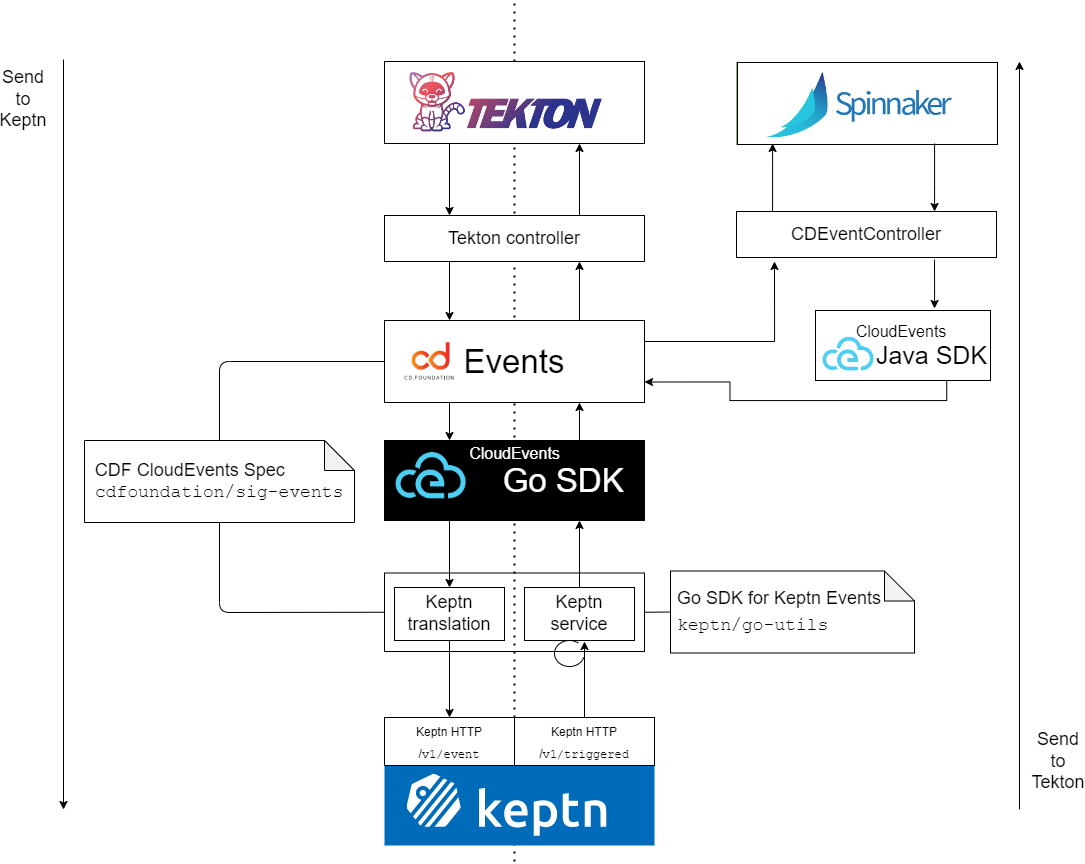 Send
to
Keptn
TEKTON
Spinnaker
Tekton controller
CDEventController
cd
CD.FOUNDATION
Events
CloudEvents
Java SDK
CloudEvents
Go SDK
CDF CloudEvents Spec
cdfoundation/sig-events
Keptn
translation
Keptn
service
Go SDK for Keptn Events
keptn/go-utils
Keptn HTTP
/v1/event
Keptn HTTP
/v1/triggered
keptn
Send
to
Tekton